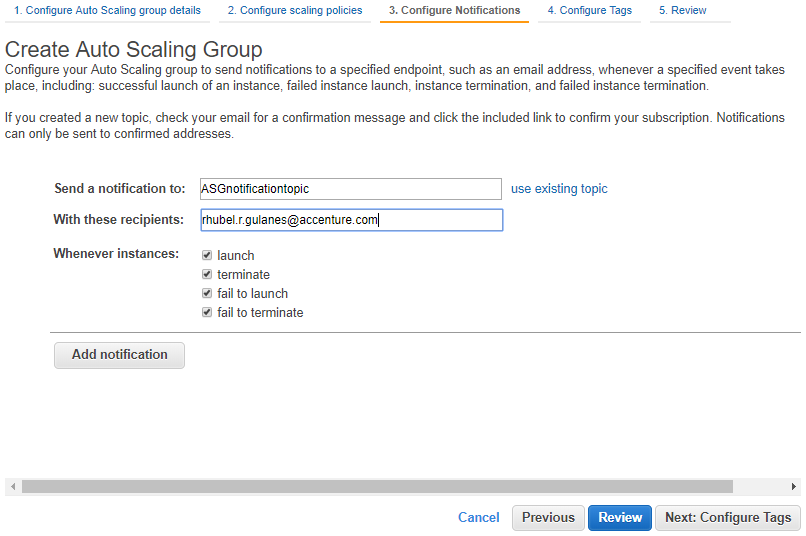 1. Configure Auto Scaling group details 2. Configure scaling policies 3. Configure Notifications 4. Configure Tags 5. Review
Create Auto Scaling Group
Configure your Auto Scaling group to send notifications to a specified endpoint, such as an email address, whenever a specified event takes
place, including: successful launch of an instance, failed instance launch, instance termination, and failed instance termination.
If you created a new topic, check your email for a confirmation message and click the included link to confirm your subscription. Notifications
can only be sent to confirmed addresses.
Send a notification to: ASGnotificationtopic use existing topic
With these recipients: rhubel.r.gulanes@accenture.com
Whenever instances: launch
terminate
fail to launch
fail to terminate
Add notification
Cancel Previous Review Next: Configure Tags